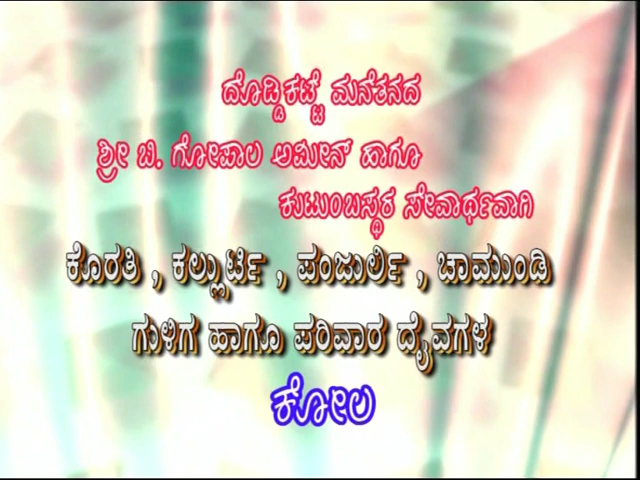 ದೊಡ್ಡಿಕಟ್ಟೆ ಮನೆತನದ
ಶ್ರೀ ಬಿ. ಗೋಪಾಲ ಅಮೀನ್ ಹಾಗೂ
ಕುಟುಂಬಸ್ಥರ ಸೇವಾರ್ಥವಾಗಿ
ಕೊರತಿ , ಕಲ್ಲುರ್ಟಿ , ಪಂಜುರ್ಲಿ , ಚಾಮುಂಡಿ
ಗುಳಿಗ ಹಾಗೂ ಪರಿವಾರ ದೈವಗಳ
ಕೋಲ